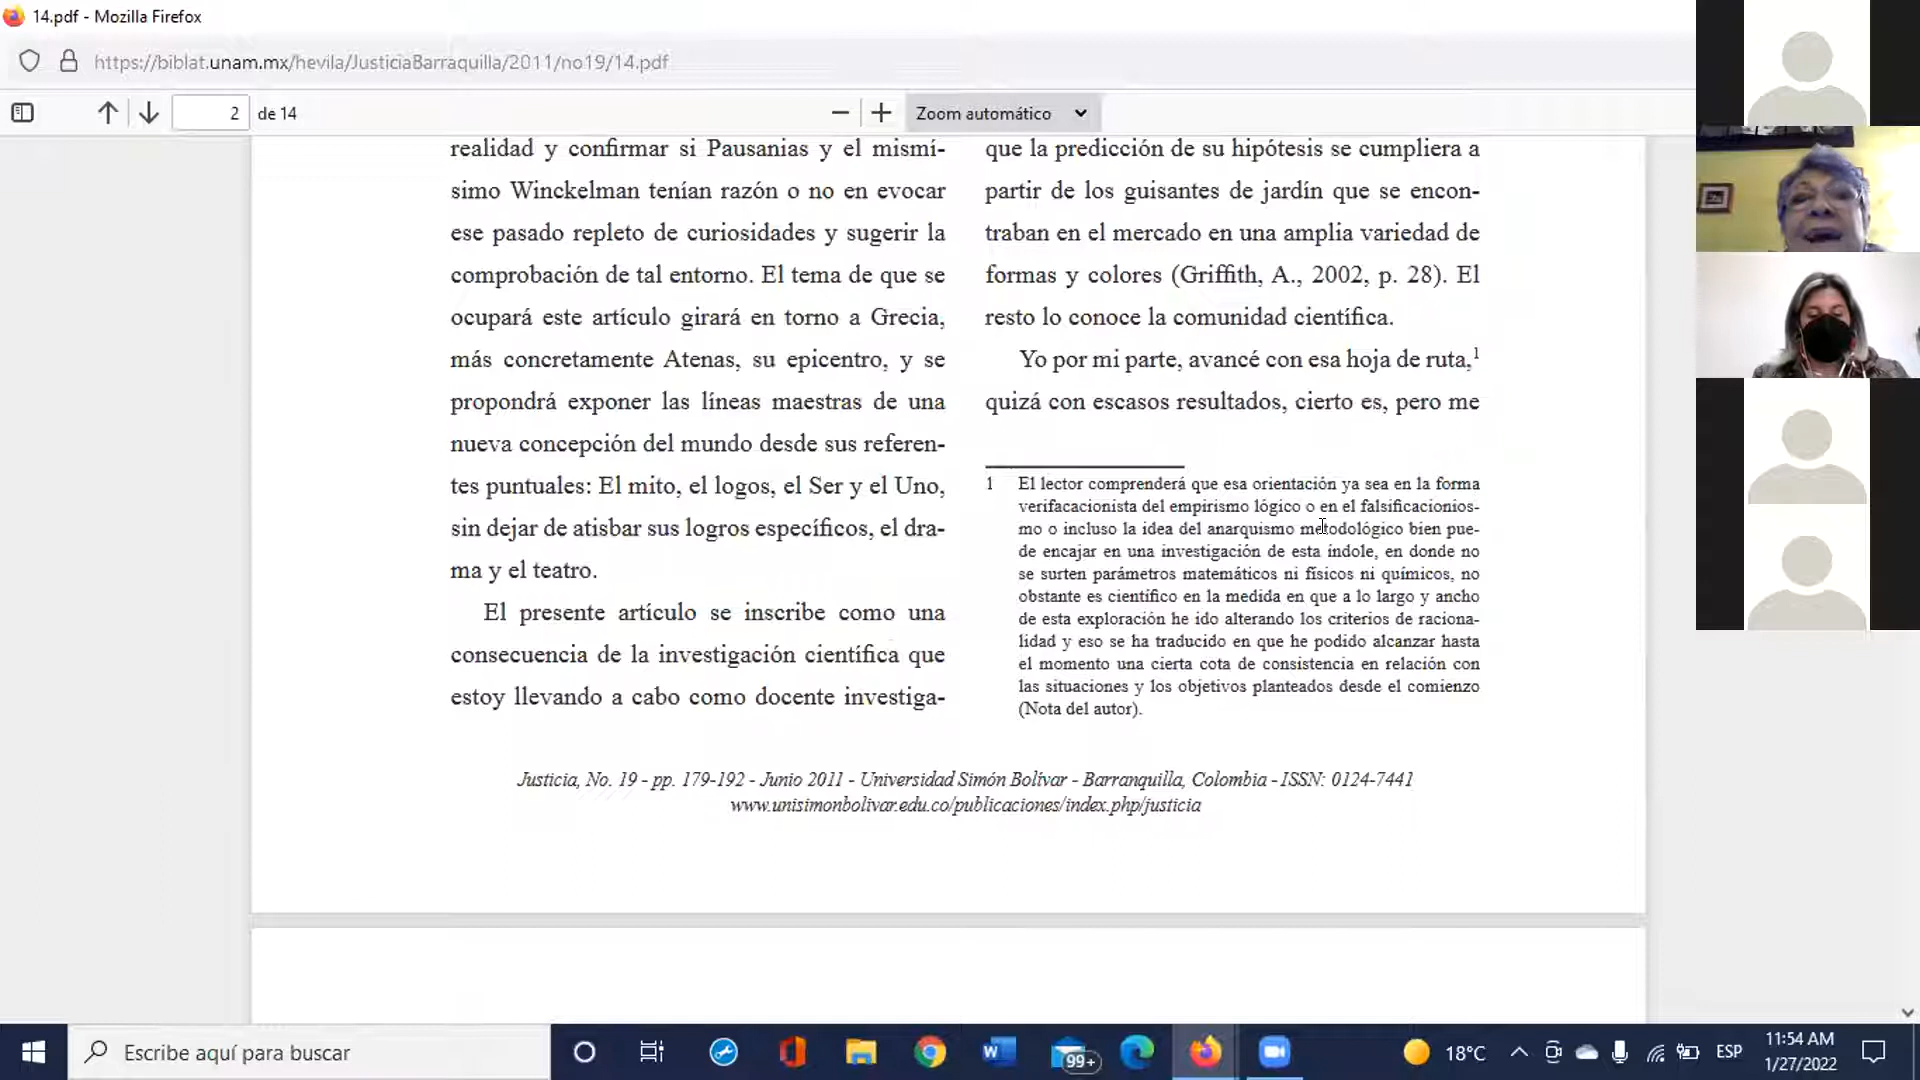 14.pdf - Mozilla Firefox
https://biblat.unam.mx/hevila/JusticiaBarraquilla/2011/no19/14.pdf
2 de 14
Zoom automático
realidad y confirmar si Pausanias y el mismí-
simo Winckelman tenían razón o no en evocar
ese pasado repleto de curiosidades y sugerir la
comprobación de tal entorno. El tema de que se
ocupará este artículo girará en torno a Grecia,
más concretamente Atenas, su epicentro, y se
propondrá exponer las líneas maestras de una
nueva concepción del mundo desde sus referen-
tes puntuales: El mito, el logos, el Ser y el Uno,
sin dejar de atisbar sus logros específicos, el dra-
ma y el teatro.
El presente artículo se inscribe como una
consecuencia de la investigación científica que
estoy llevando a cabo como docente investiga-
que la predicción de su hipótesis se cumpliera a
partir de los guisantes de jardín que se encon-
traban en el mercado en una amplia variedad de
formas y colores (Griffith, A., 2002, p. 28). El
resto lo conoce la comunidad científica.
Yo por mi parte, avancé con esa hoja de ruta,1
quizá con escasos resultados, cierto es, pero me
1 El lector comprenderá que esa orientación ya sea en la forma
verifacacionista del empirismo lógico o en el falsificacionios-
mo o incluso la idea del anarquismo metodológico bien pue-
de encajar en una investigación de esta índole, en donde no
se surten parámetros matemáticos ni físicos ni químicos, no
obstante es científico en la medida en que a lo largo y ancho
de esta exploración he ido alterando los criterios de raciona-
lidad y eso se ha traducido en que he podido alcanzar hasta
el momento una cierta cota de consistencia en relación con
las situaciones y los objetivos planteados desde el comienzo
(Nota del autor).
Justicia, No. 19 - pp. 179-192 - Junio 2011 - Universidad Simón Bolívar - Barranquilla, Colombia - ISSN: 0124-7441
www.unisimonbolivar.edu.co/publicaciones/index.php/justicia
Escribe aquí para buscar
99+
18°C
ESP
11:54 AM
1/27/2022